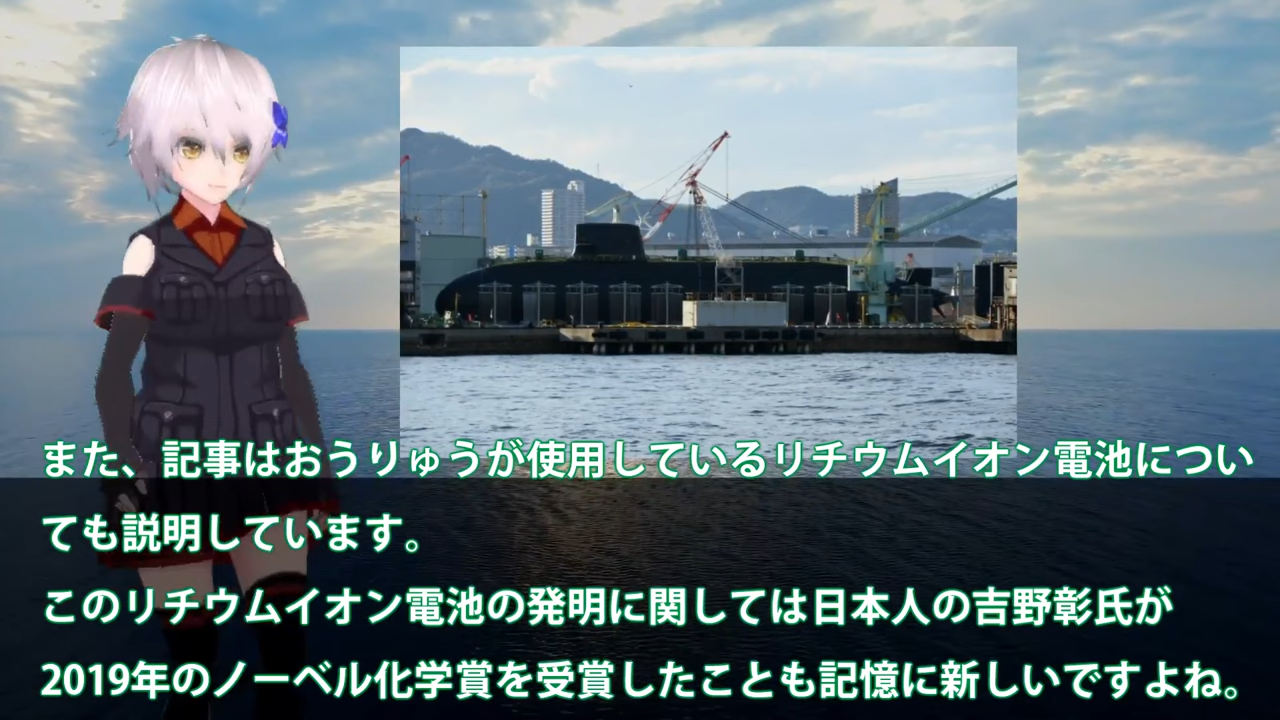 また、記事はおうりゅうが使用しているリチウムイオン電池につい
ても説明しています。
このリチウムイオン電池の発明に関しては日本人の吉野彰氏が
2019年のノーベル化学賞を受賞したことも記憶に新しいですよね。